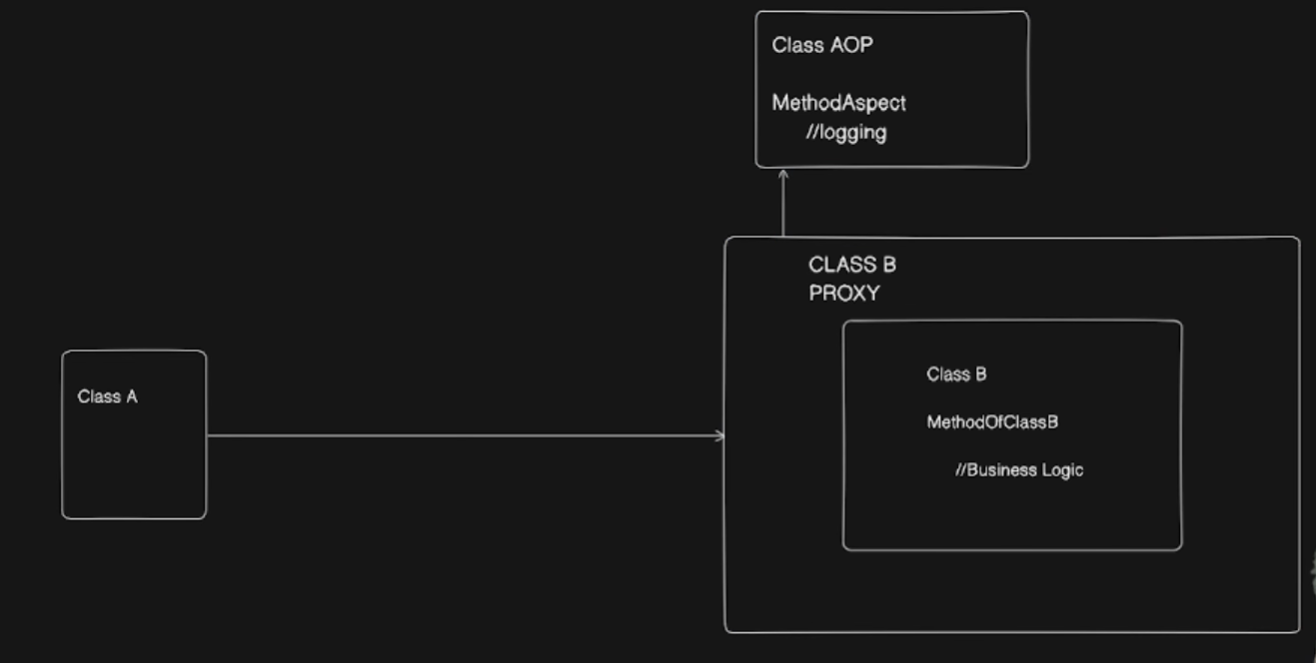 Class AOP
MethodAspect
//logging
CLASS B
PROXY
Class A
Class B
MethodOfClassB
//Business Logic